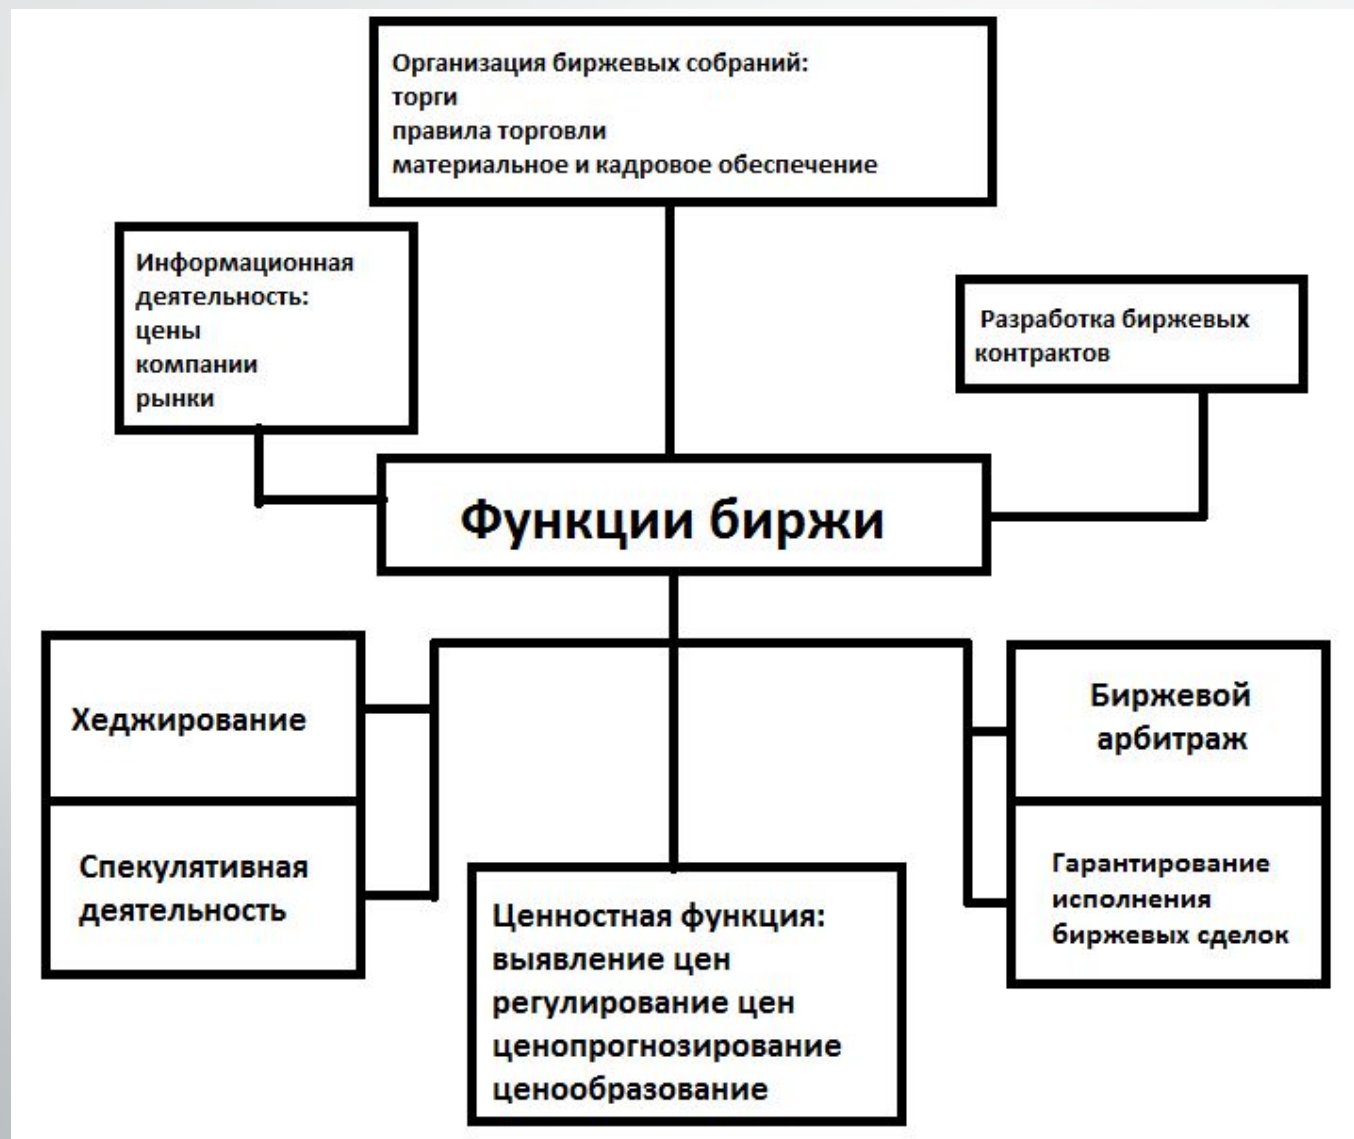 Организация биржевых собраний:
торги
правила торговли
материальное и кадровое обеспечение
Информационная
деятельность:
цены
компании
рынки
Разработка биржевых
контрактов
Функции биржи
Хеджирование
Спекулятивная
деятельность
Ценностная функция:
выявление цен
регулирование цен
ценопрогнозирование
ценообразование
Биржевой
арбитраж
Гарантирование
исполнения
биржевых сделок